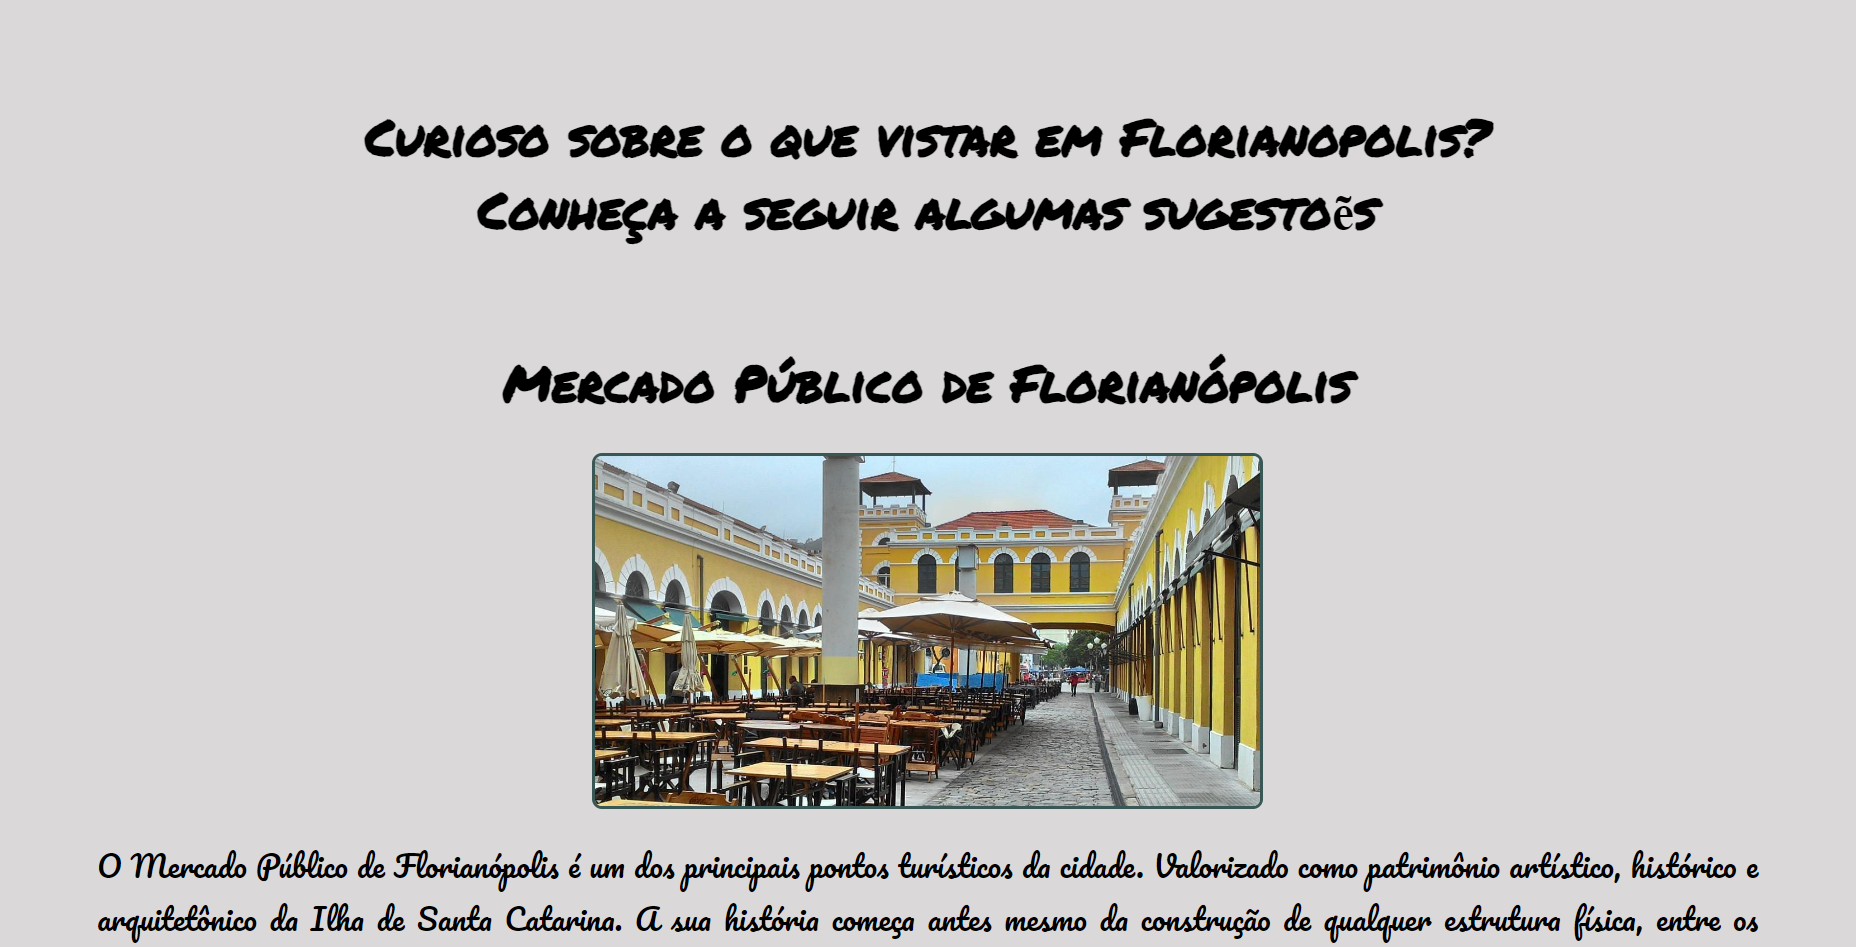 Curioso sobre o que vistar em Florianopolis?
Conheça a seguir algumas sugestoẽs
Mercado Público de Florianópolis
O Mercado Público de Florianópolis é um dos principais pontos turísticos da cidade. Valorizado como patrimônio artístico, histórico e
arquitetônico da Ilha de Santa Catarina. A sua história começa antes mesmo da construção de qualquer estrutura física, entre os